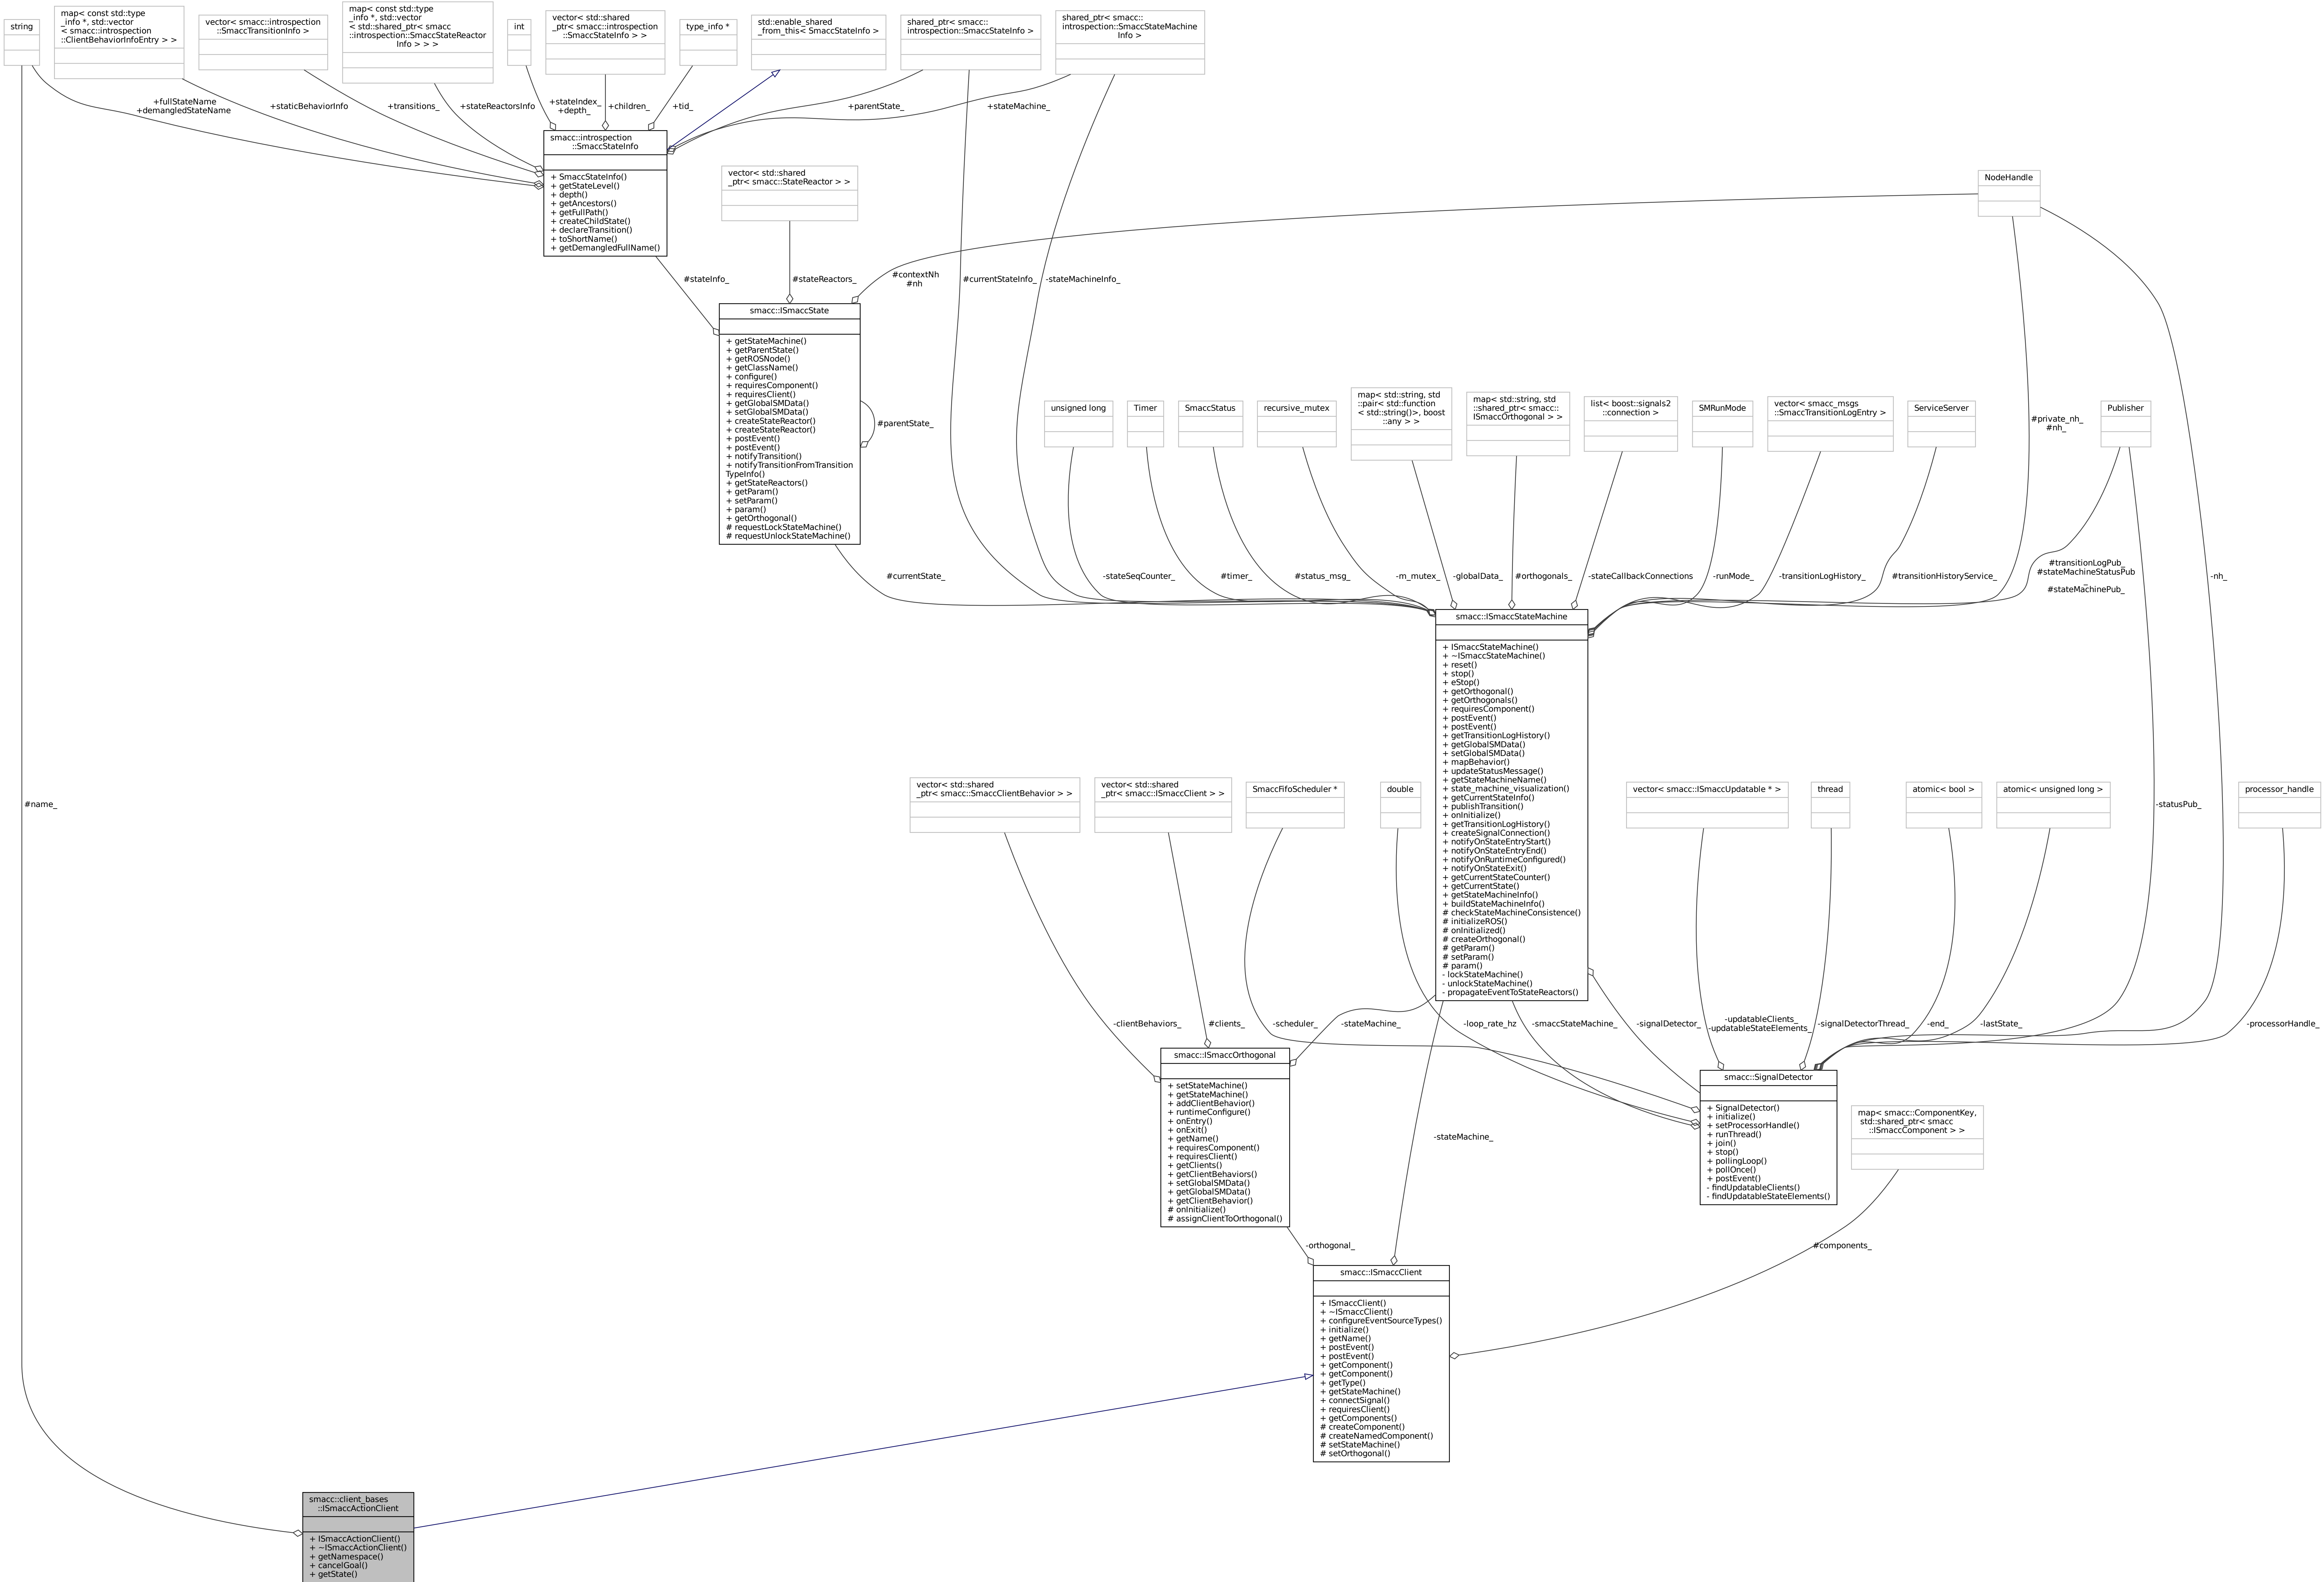 string
map< const std::type
_info *, std::vector
< smacc::introspection
::ClientBehaviorInfoEntry > >
vector< smacc::introspection
::SmaccTransitionInfo >
map< const std::type
_info *, std::vector
< std::shared_ptr< smacc
::introspection::SmaccStateReactor
Info > > >
int
vector< std::shared
_ptr< smacc::introspection
::SmaccStateInfo > >
type_info *
std::enable_shared
_from_this< SmaccStateInfo >
shared_ptr< smacc::
introspection::SmaccStateInfo >
shared_ptr< smacc::
introspection::SmaccStateMachine
Info >
+fullStateName
+demangledStateName
+staticBehaviorInfo
+transitions_
+stateReactorsInfo
+stateIndex_
+depth_
+children_
+tid_
+parentState_
+stateMachine_
smacc::introspection
::SmaccStateInfo
+ SmaccStateInfo()
+ getStateLevel()
+ depth()
+ getAncestors()
+ getFullPath()
+ createChildState()
+ declareTransition()
+ toShortName()
+ getDemangledFullName()
vector< std::shared
_ptr< smacc::StateReactor > >
NodeHandle
#stateInfo_
#stateReactors_
#contextNh
#nh
#currentStateInfo_
-stateMachineInfo_
smacc::ISmaccState
+ getStateMachine()
+ getParentState()
+ getROSNode()
+ getClassName()
+ configure()
+ requiresComponent()
+ requiresClient()
+ getGlobalSMData()
+ setGlobalSMData()
+ createStateReactor()
+ createStateReactor()
+ postEvent()
+ postEvent()
+ notifyTransition()
+ notifyTransitionFromTransition
TypeInfo()
+ getStateReactors()
+ getParam()
+ setParam()
+ param()
+ getOrthogonal()
# requestLockStateMachine()
# requestUnlockStateMachine()
#parentState_
unsigned long
Timer
SmaccStatus
recursive_mutex
map< std::string, std
::pair< std::function
< std::string()>, boost
::any > >
map< std::string, std
::shared_ptr< smacc::
ISmaccOrthogonal > >
list< boost::signals2
::connection >
SMRunMode
vector< smacc_msgs
::SmaccTransitionLogEntry >
ServiceServer
#private_nh_
#nh_
Publisher
#currentState_
-stateSeqCounter_
#timer_
#status_msg_
-m_mutex_
-globalData_
#orthogonals_
-stateCallbackConnections
-runMode_
-transitionLogHistory_
#transitionHistoryService_
#transitionLogPub_
#stateMachineStatusPub
_
#stateMachinePub_
-nh_
smacc::ISmaccStateMachine
+ ISmaccStateMachine()
+ ~ISmaccStateMachine()
+ reset()
+ stop()
+ eStop()
+ getOrthogonal()
+ getOrthogonals()
+ requiresComponent()
+ postEvent()
+ postEvent()
+ getTransitionLogHistory()
+ getGlobalSMData()
+ setGlobalSMData()
+ mapBehavior()
+ updateStatusMessage()
+ getStateMachineName()
+ state_machine_visualization()
+ getCurrentStateInfo()
+ publishTransition()
+ onInitialize()
+ getTransitionLogHistory()
+ createSignalConnection()
+ notifyOnStateEntryStart()
+ notifyOnStateEntryEnd()
+ notifyOnRuntimeConfigured()
+ notifyOnStateExit()
+ getCurrentStateCounter()
+ getCurrentState()
+ getStateMachineInfo()
+ buildStateMachineInfo()
# checkStateMachineConsistence()
# initializeROS()
# onInitialized()
# createOrthogonal()
# getParam()
# setParam()
# param()
- lockStateMachine()
- unlockStateMachine()
- propagateEventToStateReactors()
#name_
vector< std::shared
_ptr< smacc::SmaccClientBehavior > >
vector< std::shared
_ptr< smacc::ISmaccClient > >
SmaccFifoScheduler *
double
vector< smacc::ISmaccUpdatable * >
thread
atomic< bool >
atomic< unsigned long >
-statusPub_
processor_handle
-clientBehaviors_
#clients_
-scheduler_
-stateMachine_
-loop_rate_hz
-smaccStateMachine_
-signalDetector_
-updatableClients_
-updatableStateElements_
-signalDetectorThread_
-end_
-lastState_
-processorHandle_
smacc::ISmaccOrthogonal
+ setStateMachine()
+ getStateMachine()
+ addClientBehavior()
+ runtimeConfigure()
+ onEntry()
+ onExit()
+ getName()
+ requiresComponent()
+ requiresClient()
+ getClients()
+ getClientBehaviors()
+ setGlobalSMData()
+ getGlobalSMData()
+ getClientBehavior()
# onInitialize()
# assignClientToOrthogonal()
smacc::SignalDetector
+ SignalDetector()
+ initialize()
+ setProcessorHandle()
+ runThread()
+ join()
+ stop()
+ pollingLoop()
+ pollOnce()
+ postEvent()
- findUpdatableClients()
- findUpdatableStateElements()
map< smacc::ComponentKey,
std::shared_ptr< smacc
::ISmaccComponent > >
-stateMachine_
-orthogonal_
#components_
smacc::ISmaccClient
+ ISmaccClient()
+ ~ISmaccClient()
+ configureEventSourceTypes()
+ initialize()
+ getName()
+ postEvent()
+ postEvent()
+ getComponent()
+ getComponent()
+ getType()
+ getStateMachine()
+ connectSignal()
+ requiresClient()
+ getComponents()
# createComponent()
# createNamedComponent()
# setStateMachine()
# setOrthogonal()
smacc::client_bases
::ISmaccActionClient
+ ISmaccActionClient()
+ ~ISmaccActionClient()
+ getNamespace()
+ cancelGoal()
+ getState()